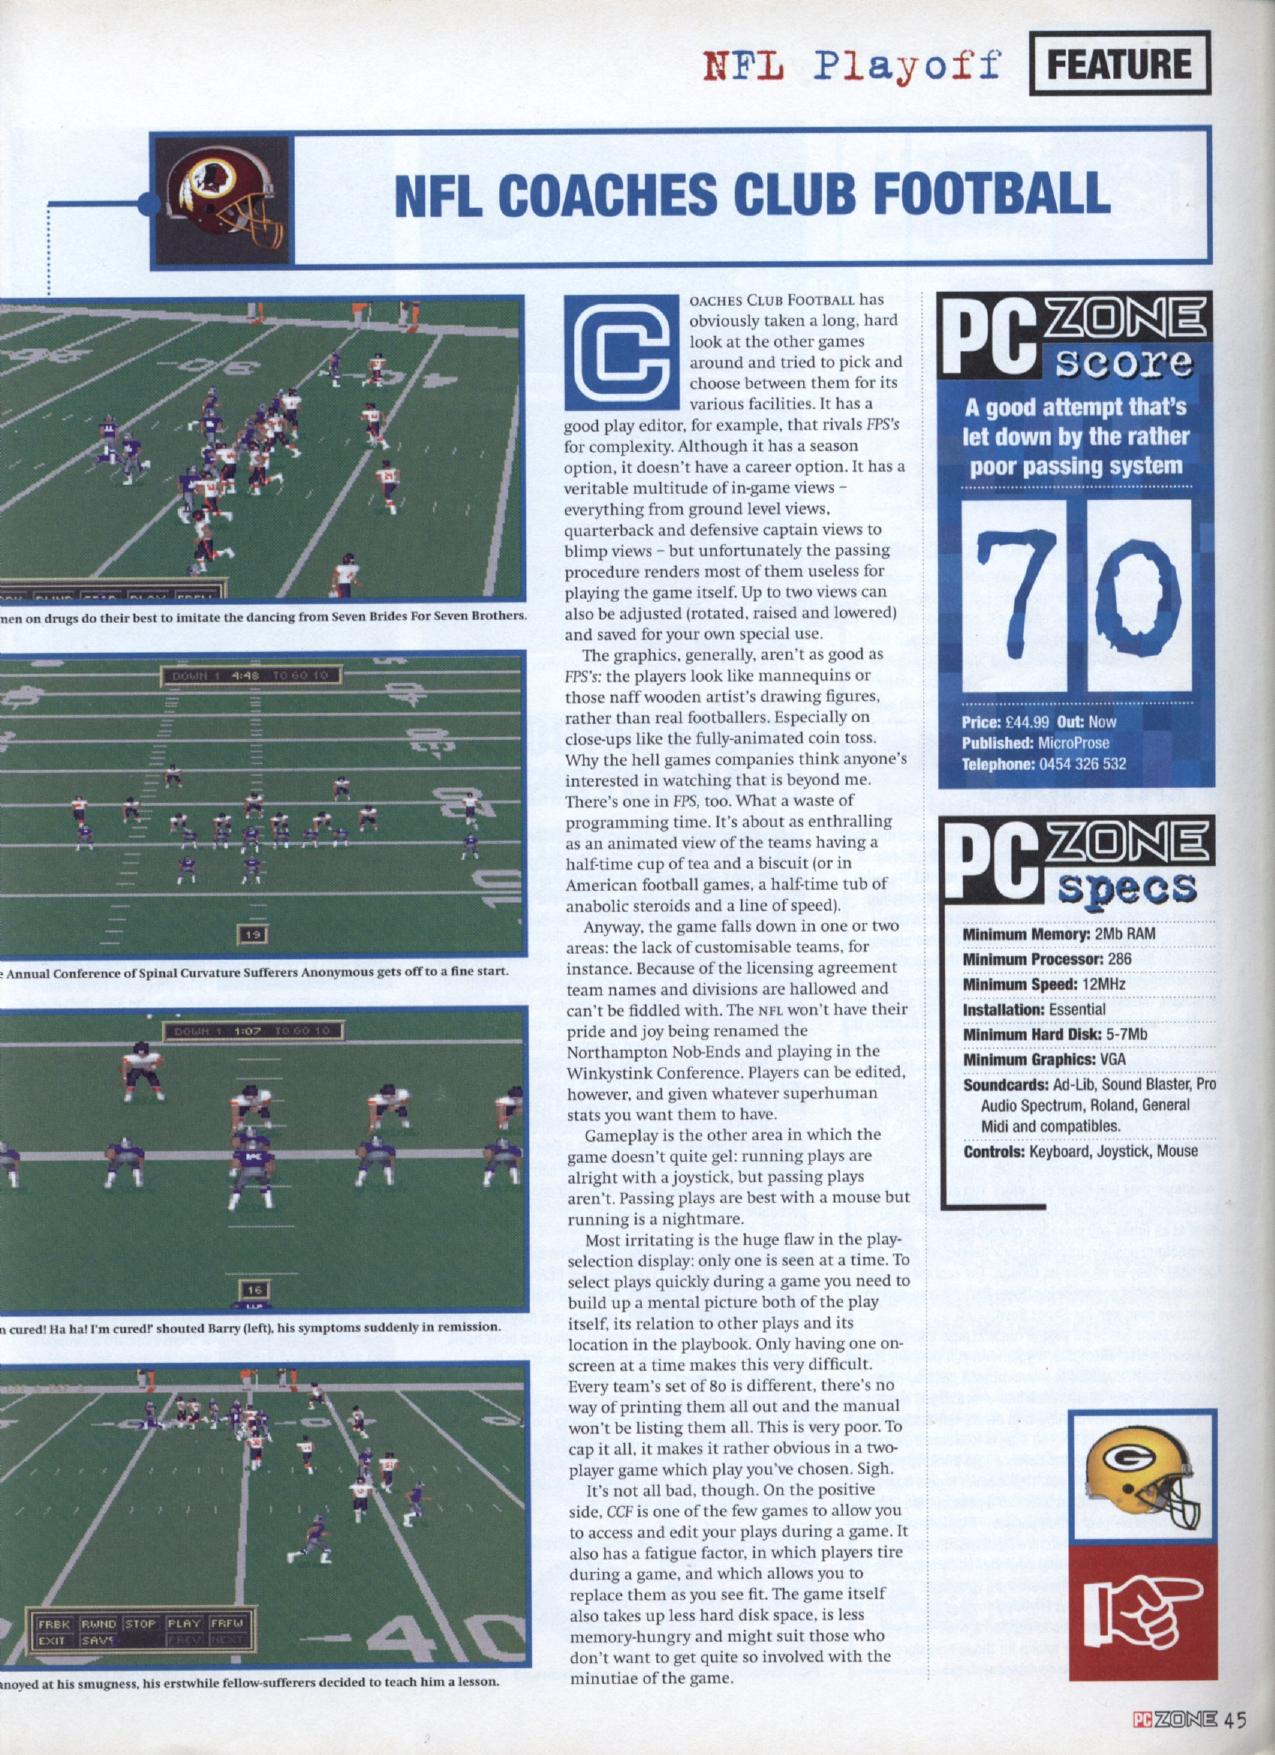 NFL Playoff FEATURE
NFL COACHES CLUB FOOTBALL
men on drugs do their best to imitate the dancing from Seven Brides For Seven Brothers.
DOWN 1 4:48 TO GO 10
19
Annual Conference of Spinal Curvature Sufferers Anonymous gets off to a fine start.
DOWN 1 1:07 TO GO 10
16
cured! Ha ha! I'm cured!' shouted Barry (left), his symptoms suddenly in remission.
FRBK RWND STOP PLAY FRFW
EXIT SAVE PREV NEXT
40
annoyed at his smugness, his erstwhile fellow-sufferers decided to teach him a lesson.
COACHES CLUB FOOTBALL has
obviously taken a long, hard
look at the other games
around and tried to pick and
choose between them for its
various facilities. It has a
good play editor, for example, that rivals FPS's
for complexity. Although it has a season
option, it doesn't have a career option. It has a
veritable multitude of in-game views –
everything from ground level views,
quarterback and defensive captain views to
blimp views – but unfortunately the passing
procedure renders most of them useless for
playing the game itself. Up to two views can
also be adjusted (rotated, raised and lowered)
and saved for your own special use.
The graphics, generally, aren't as good as
FPS's: the players look like mannequins or
those naff wooden artist's drawing figures,
rather than real footballers. Especially on
close-ups like the fully-animated coin toss.
Why the hell games companies think anyone's
interested in watching that is beyond me.
There's one in FPS, too. What a waste of
programming time. It's about as enthralling
as an animated view of the teams having a
half-time cup of tea and a biscuit (or in
American football games, a half-time tub of
anabolic steroids and a line of speed).
Anyway, the game falls down in one or two
areas: the lack of customisable teams, for
instance. Because of the licensing agreement
team names and divisions are hallowed and
can't be fiddled with. The NFL won't have their
pride and joy being renamed the
Northampton Nob-Ends and playing in the
Winkystink Conference. Players can be edited,
however, and given whatever superhuman
stats you want them to have.
Gameplay is the other area in which the
game doesn't quite gel: running plays are
alright with a joystick, but passing plays
aren't. Passing plays are best with a mouse but
running is a nightmare.
Most irritating is the huge flaw in the play-
selection display: only one is seen at a time. To
select plays quickly during a game you need to
build up a mental picture both of the play
itself, its relation to other plays and its
location in the playbook. Only having one on-
screen at a time makes this very difficult.
Every team's set of 80 is different, there's no
way of printing them all out and the manual
won't be listing them all. This is very poor. To
cap it all, it makes it rather obvious in a two-
player game which play you've chosen. Sigh.
It's not all bad, though. On the positive
side, CCF is one of the few games to allow you
to access and edit your plays during a game. It
also has a fatigue factor, in which players tire
during a game, and which allows you to
replace them as you see fit. The game itself
also takes up less hard disk space, is less
memory-hungry and might suit those who
don't want to get quite so involved with the
minutiae of the game.
PC ZONE
score
A good attempt that's
let down by the rather
poor passing system
70
Price: £44.99 Out: Now
Published: MicroProse
Telephone: 0454 326 532
PC ZONE
specs
Minimum Memory: 2Mb RAM
Minimum Processor: 286
Minimum Speed: 12MHz
Installation: Essential
Minimum Hard Disk: 5-7Mb
Minimum Graphics: VGA
Soundcards: Ad-Lib, Sound Blaster, Pro
Audio Spectrum, Roland, General
Midi and compatibles.
Controls: Keyboard, Joystick, Mouse
G
PC ZONE 45